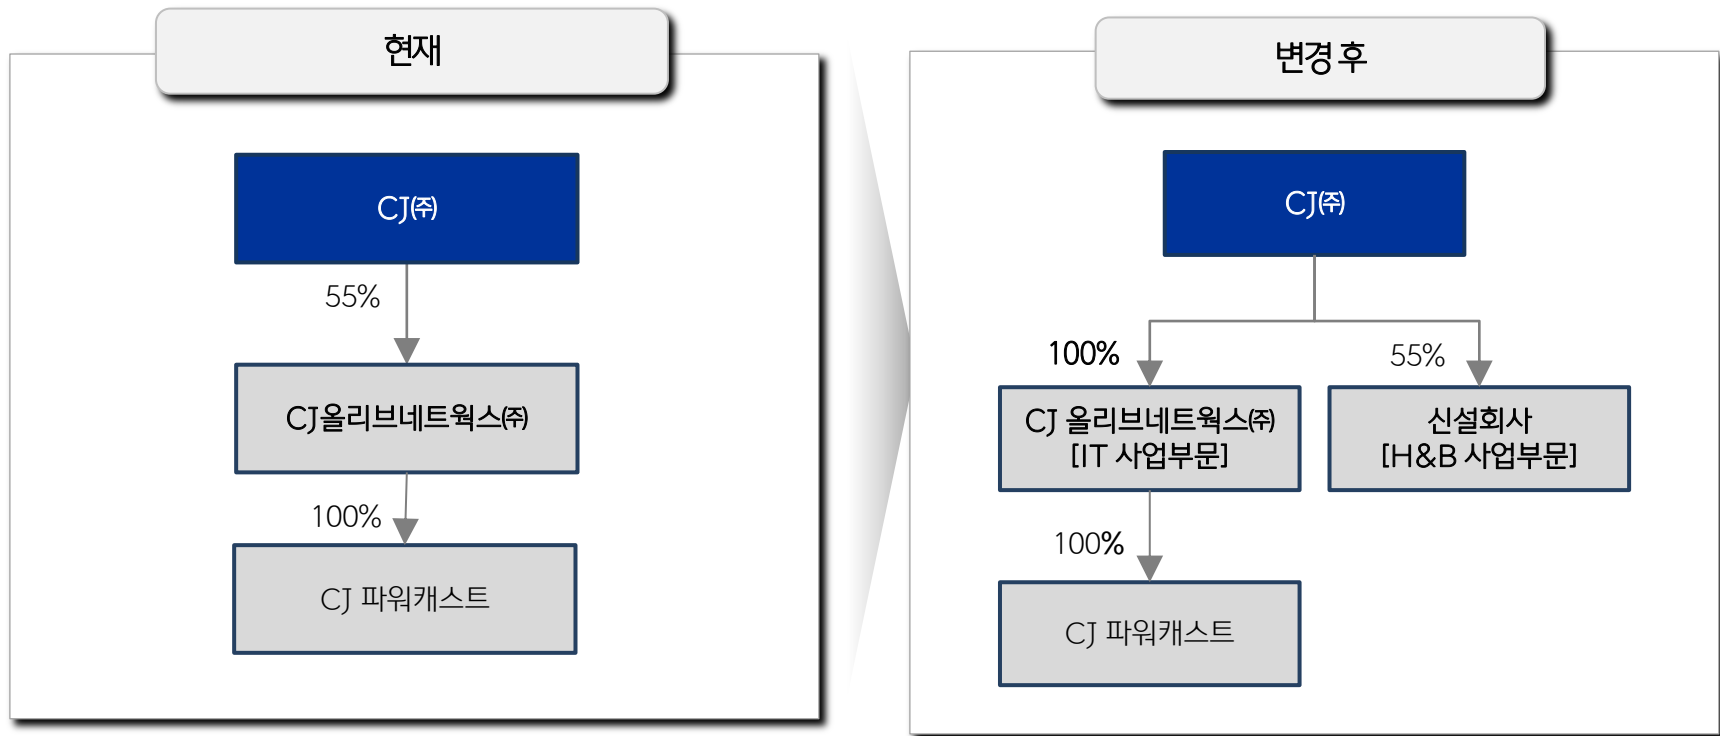 현재
CJ㈜
55%
CJ올리브네트웍스㈜
100%
CJ 파워캐스트
변경 후
CJ㈜
100%
55%
CJ 올리브네트웍스㈜
[IT 사업부문]
신설회사
[H&B 사업부문]
100%
CJ 파워캐스트